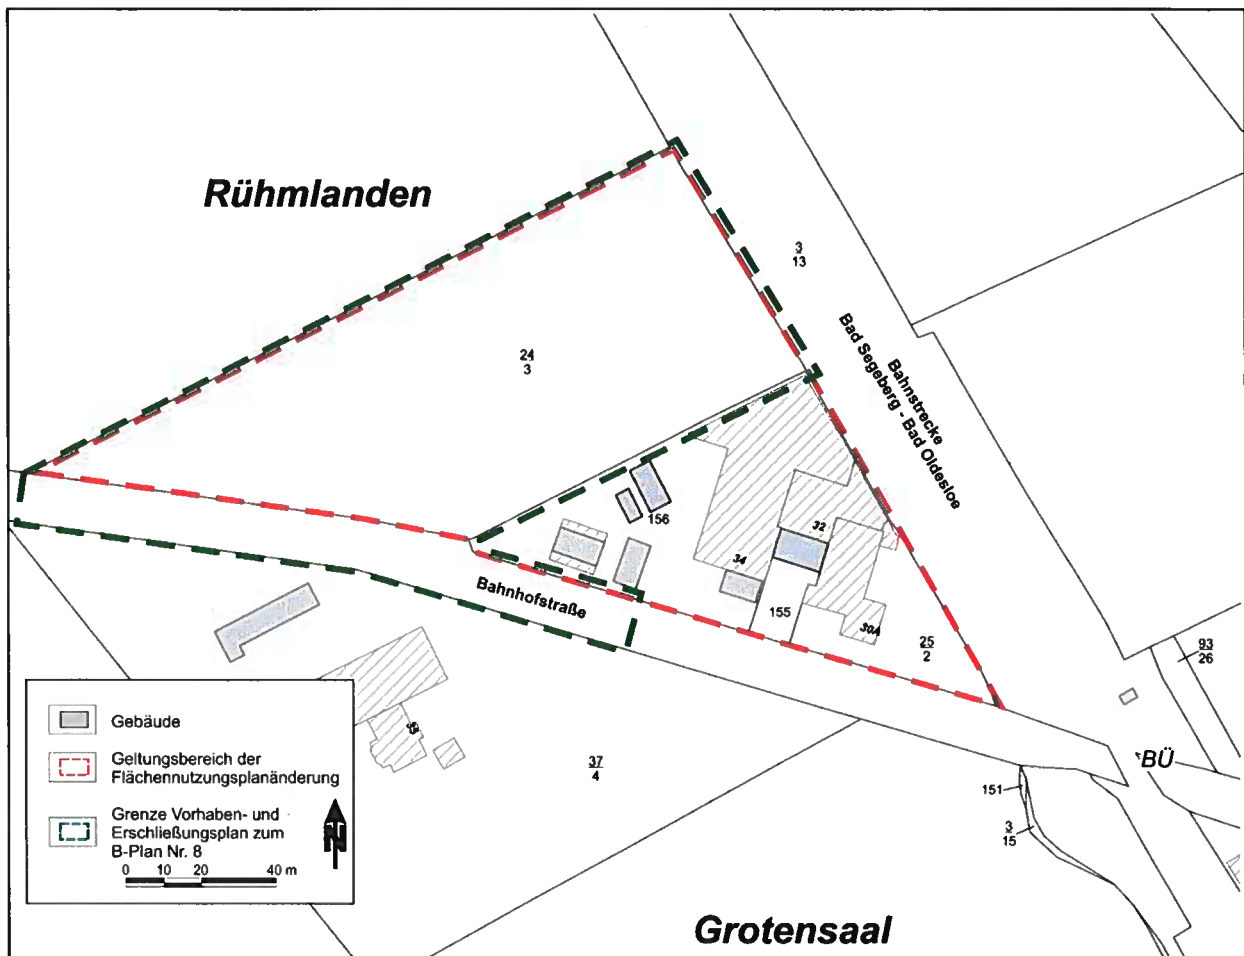 Rühmlanden
3
13
24
3
Bahnstrecke
Bad Segeberg - Bad Oldesloe
156
32
34
Bahnhofstraße
155
30A
25
2
93
26
BÜ
37
4
151
3
15
Gebäude
Geltungsbereich der
Flächennutzungsplanänderung
Grenze Vorhaben- und
Erschließungsplan zum
B-Plan Nr. 8
N
0 10 20 40 m
Grotensaal